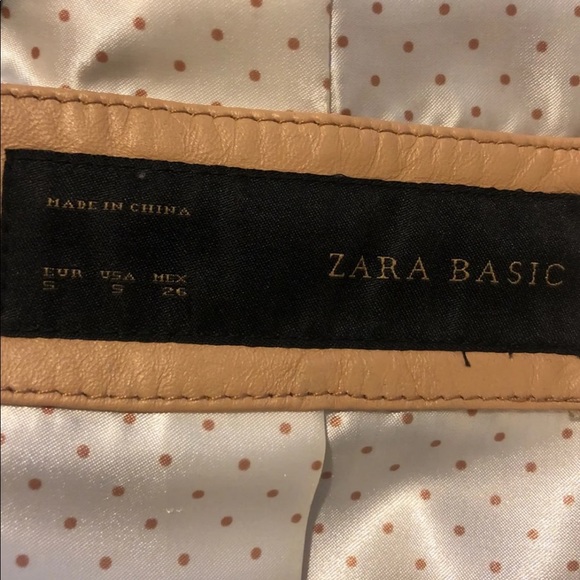 MADE IN CHINA
ZARA BASIC
EUR USA MEX
S S 26